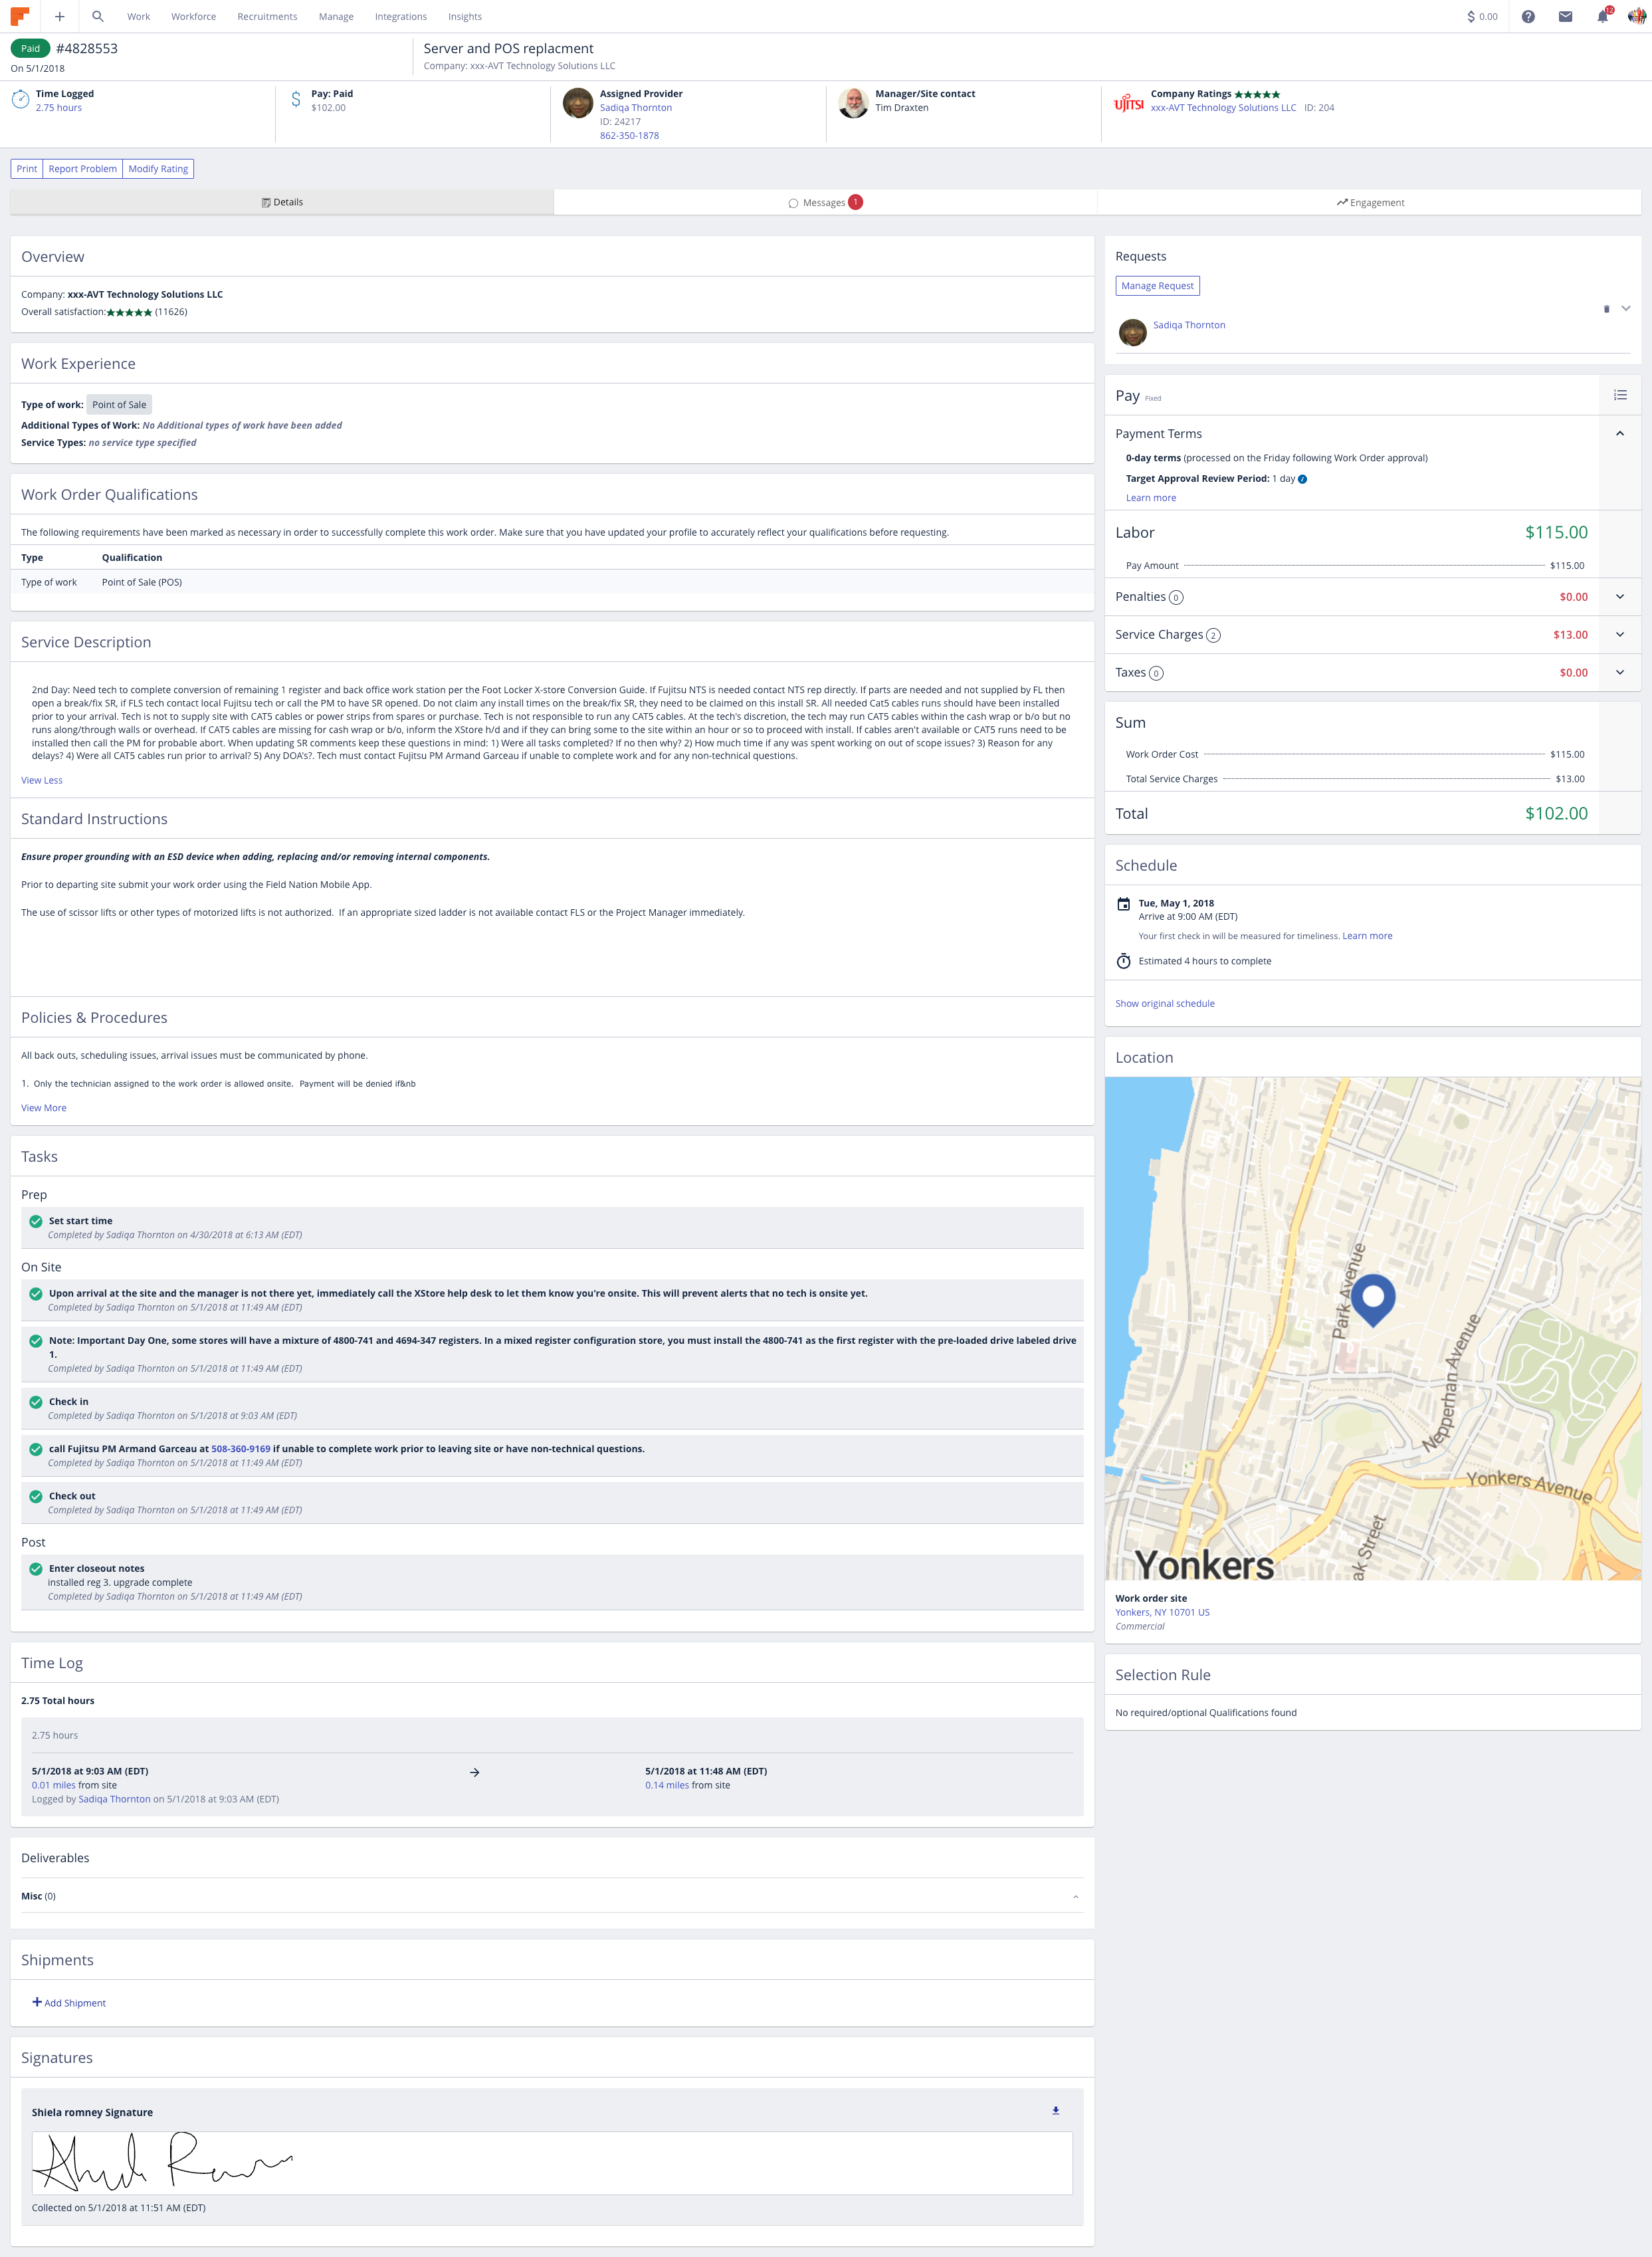 Work Workforce Recruitments Manage Integrations Insights
$ 0.00
12
Paid #4828553
On 5/1/2018
Server and POS replacment
Company: xxx-AVT Technology Solutions LLC
Time Logged
2.75 hours
Pay: Paid
$102.00
Assigned Provider
Sadiqa Thornton
ID: 24217
862-350-1878
Manager/Site contact
Tim Draxten
UJITSU
Company Ratings ★★★★★
xxx-AVT Technology Solutions LLC ID: 204
Print Report Problem Modify Rating
Details
Messages 1
Engagement
Overview
Company: xxx-AVT Technology Solutions LLC
Overall satisfaction:★★★★★ (11626)
Work Experience
Type of work: Point of Sale
Additional Types of Work: No Additional types of work have been added
Service Types: no service type specified
Work Order Qualifications
The following requirements have been marked as necessary in order to successfully complete this work order. Make sure that you have updated your profile to accurately reflect your qualifications before requesting.
Type Qualification
Type of work Point of Sale (POS)
Service Description
2nd Day: Need tech to complete conversion of remaining 1 register and back office work station per the Foot Locker X-store Conversion Guide. If Fujitsu NTS is needed contact NTS rep directly. If parts are needed and not supplied by FL then
open a break/fix SR, if FLS tech contact local Fujitsu tech or call the PM to have SR opened. Do not claim any install times on the break/fix SR, they need to be claimed on this install SR. All needed Cat5 cables runs should have been installed
prior to your arrival. Tech is not to supply site with CAT5 cables or power strips from spares or purchase. Tech is not responsible to run any CAT5 cables. At the tech's discretion, the tech may run CAT5 cables within the cash wrap or b/o but no
runs along/through walls or overhead. If CAT5 cables are missing for cash wrap or b/o, inform the XStore h/d and if they can bring some to the site within an hour or so to proceed with install. If cables aren't available or CAT5 runs need to be
installed then call the PM for probable abort. When updating SR comments keep these questions in mind: 1) Were all tasks completed? If no then why? 2) How much time if any was spent working on out of scope issues? 3) Reason for any
delays? 4) Were all CAT5 cables run prior to arrival? 5) Any DOA's?. Tech must contact Fujitsu PM Armand Garceau if unable to complete work and for any non-technical questions.
View Less
Standard Instructions
Ensure proper grounding with an ESD device when adding, replacing and/or removing internal components.
Prior to departing site submit your work order using the Field Nation Mobile App.
The use of scissor lifts or other types of motorized lifts is not authorized. If an appropriate sized ladder is not available contact FLS or the Project Manager immediately.
Policies & Procedures
All back outs, scheduling issues, arrival issues must be communicated by phone.
1. Only the technician assigned to the work order is allowed onsite. Payment will be denied if&nb
View More
Tasks
Prep
Set start time
Completed by Sadiqa Thornton on 4/30/2018 at 6:13 AM (EDT)
On Site
Upon arrival at the site and the manager is not there yet, immediately call the XStore help desk to let them know you're onsite. This will prevent alerts that no tech is onsite yet.
Completed by Sadiqa Thornton on 5/1/2018 at 11:49 AM (EDT)
Note: Important Day One, some stores will have a mixture of 4800-741 and 4694-347 registers. In a mixed register configuration store, you must install the 4800-741 as the first register with the pre-loaded drive labeled drive
1.
Completed by Sadiqa Thornton on 5/1/2018 at 11:49 AM (EDT)
Check in
Completed by Sadiqa Thornton on 5/1/2018 at 9:03 AM (EDT)
call Fujitsu PM Armand Garceau at 508-360-9169 if unable to complete work prior to leaving site or have non-technical questions.
Completed by Sadiqa Thornton on 5/1/2018 at 11:49 AM (EDT)
Check out
Completed by Sadiqa Thornton on 5/1/2018 at 11:49 AM (EDT)
Post
Enter closeout notes
installed reg 3. upgrade complete
Completed by Sadiqa Thornton on 5/1/2018 at 11:49 AM (EDT)
Time Log
2.75 Total hours
2.75 hours
5/1/2018 at 9:03 AM (EDT)
0.01 miles from site
Logged by Sadiqa Thornton on 5/1/2018 at 9:03 AM (EDT)
5/1/2018 at 11:48 AM (EDT)
0.14 miles from site
Deliverables
Misc (0)
Shipments
Add Shipment
Signatures
Shiela romney Signature
Collected on 5/1/2018 at 11:51 AM (EDT)
Requests
Manage Request
Sadiqa Thornton
Pay Fixed
Payment Terms
0-day terms (processed on the Friday following Work Order approval)
Target Approval Review Period: 1 day
Learn more
Labor $115.00
Pay Amount $115.00
Penalties 0 $0.00
Service Charges 2 $13.00
Taxes 0 $0.00
Sum
Work Order Cost $115.00
Total Service Charges $13.00
Total $102.00
Schedule
Tue, May 1, 2018
Arrive at 9:00 AM (EDT)
Your first check in will be measured for timeliness. Learn more
Estimated 4 hours to complete
Show original schedule
Location
Park Avenue
Nepperhan Avenue
Yonkers Avenue
ak Street
Yonkers
Work order site
Yonkers, NY 10701 US
Commercial
Selection Rule
No required/optional Qualifications found